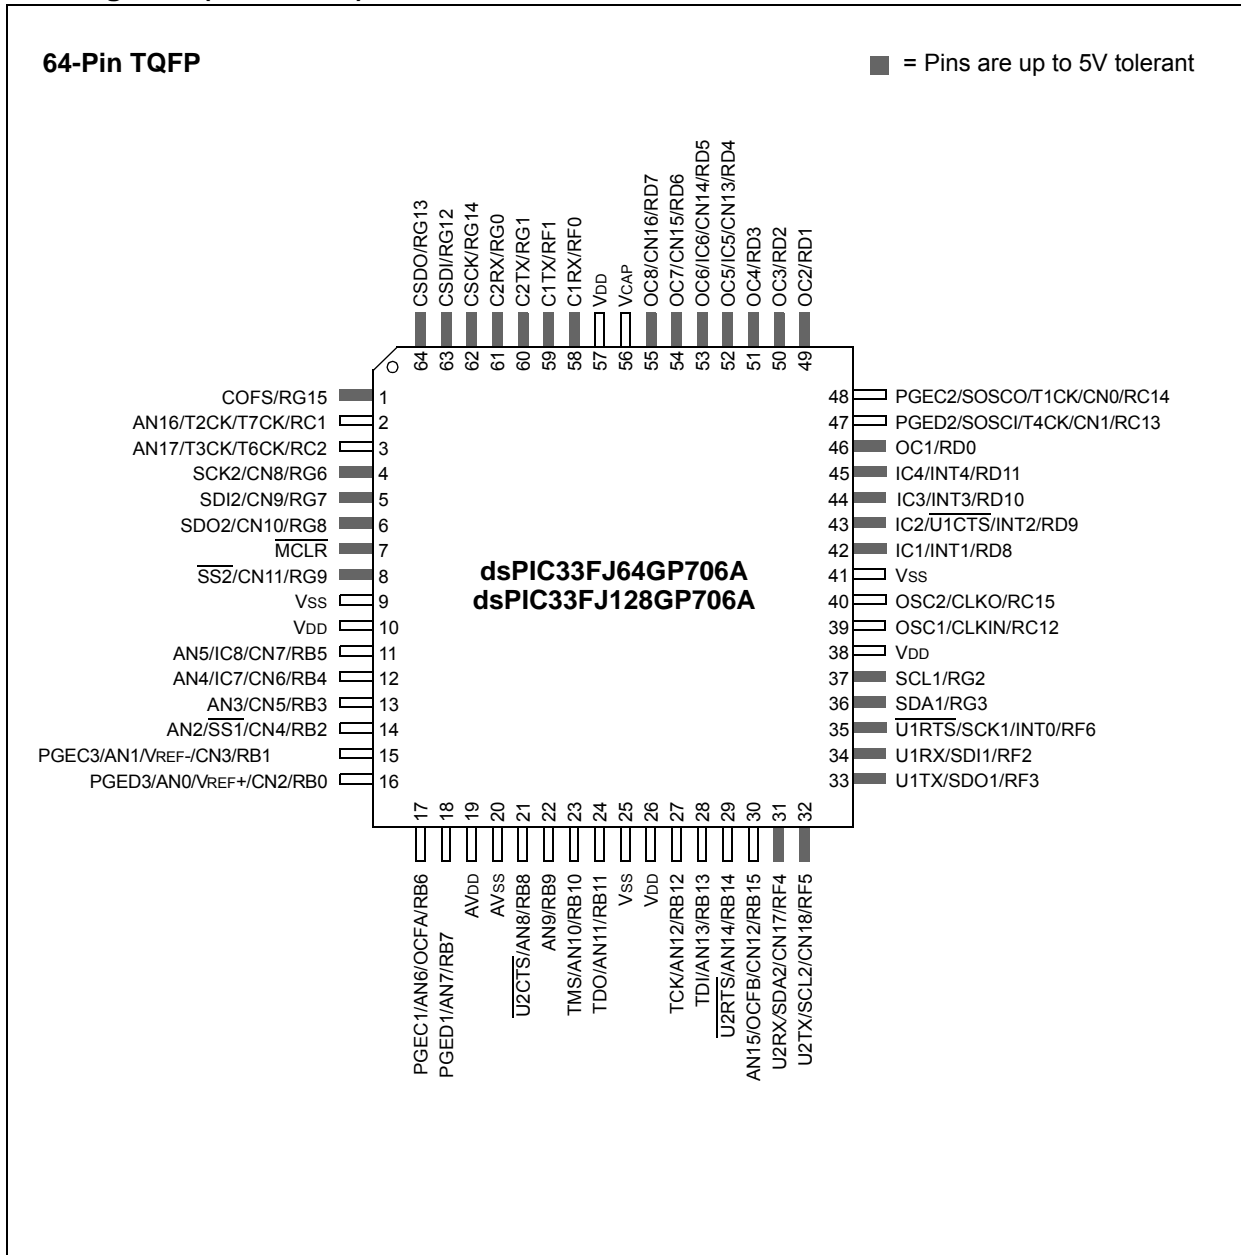 64-Pin TQFP
= Pins are up to 5V tolerant
CSDO/RG13
CSDI/RG12
CSCK/RG14
C2RX/RG0
C2TX/RG1
C1TX/RF1
C1RX/RF0
VDD
VCAP
OC8/CN16/RD7
OC7/CN15/RD6
OC6/IC6/CN14/RD5
OC5/IC5/CN13/RD4
OC4/RD3
OC3/RD2
OC2/RD1
64
63
62
61
60
59
58
57
56
55
54
53
52
51
50
49
COFS/RG15 1
AN16/T2CK/T7CK/RC1 2
AN17/T3CK/T6CK/RC2 3
SCK2/CN8/RG6 4
SDI2/CN9/RG7 5
SDO2/CN10/RG8 6
MCLR 7
SS2/CN11/RG9 8
VSS 9
VDD 10
AN5/IC8/CN7/RB5 11
AN4/IC7/CN6/RB4 12
AN3/CN5/RB3 13
AN2/SS1/CN4/RB2 14
PGEC3/AN1/VREF-/CN3/RB1 15
PGED3/AN0/VREF+/CN2/RB0 16
dsPIC33FJ64GP706A
dsPIC33FJ128GP706A
48 PGEC2/SOSCO/T1CK/CN0/RC14
47 PGED2/SOSCI/T4CK/CN1/RC13
46 OC1/RD0
45 IC4/INT4/RD11
44 IC3/INT3/RD10
43 IC2/U1CTS/INT2/RD9
42 IC1/INT1/RD8
41 VSS
40 OSC2/CLKO/RC15
39 OSC1/CLKIN/RC12
38 VDD
37 SCL1/RG2
36 SDA1/RG3
35 U1RTS/SCK1/INT0/RF6
34 U1RX/SDI1/RF2
33 U1TX/SDO1/RF3
17
18
19
20
21
22
23
24
25
26
27
28
29
30
31
32
PGEC1/AN6/OCFA/RB6
PGED1/AN7/RB7
AVDD
AVSS
U2CTS/AN8/RB8
AN9/RB9
TMS/AN10/RB10
TDO/AN11/RB11
VSS
VDD
TCK/AN12/RB12
TDI/AN13/RB13
U2RTS/AN14/RB14
AN15/OCFB/CN12/RB15
U2RX/SDA2/CN17/RF4
U2TX/SCL2/CN18/RF5